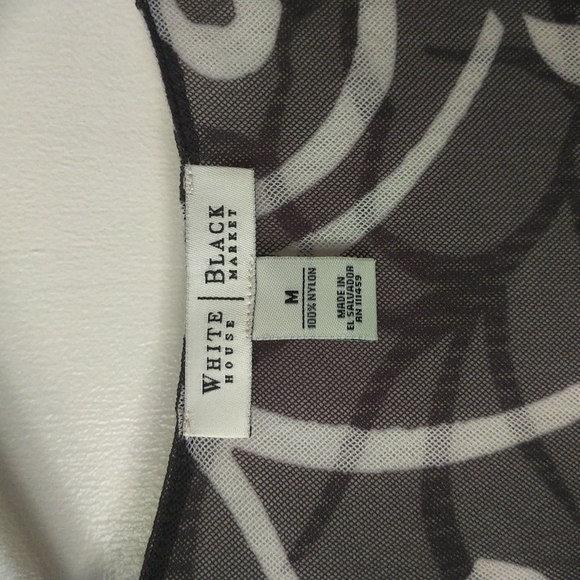 WHITE | BLACK
HOUSE MARKET
M
100% NYLON
MADE IN
EL SALVADOR
RN 111459